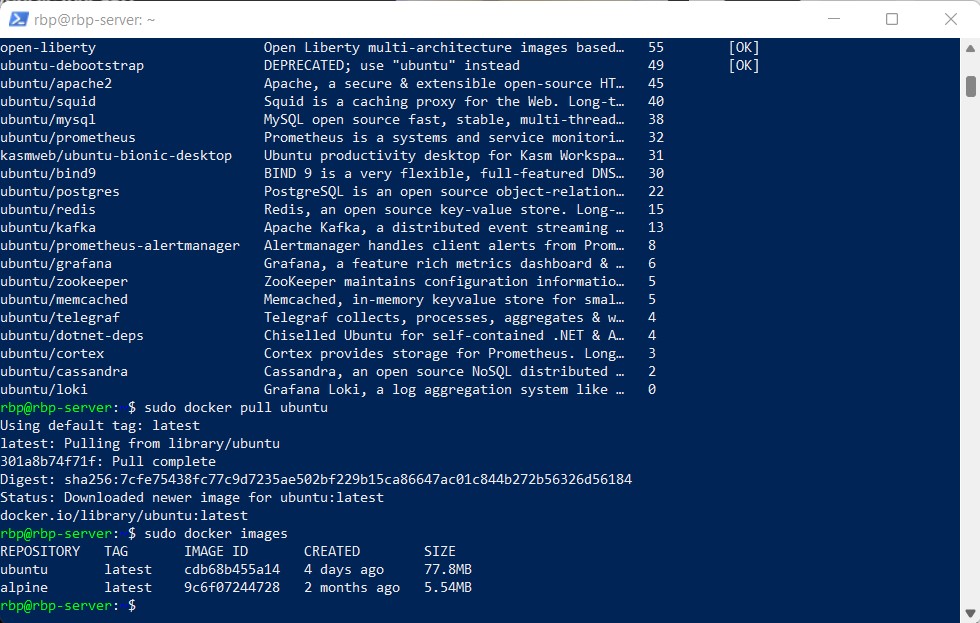 rbp@rbp-server: ~
open-liberty Open Liberty multi-architecture images based… 55 [OK]
ubuntu-debootstrap DEPRECATED; use "ubuntu" instead 49 [OK]
ubuntu/apache2 Apache, a secure & extensible open-source HT… 45
ubuntu/squid Squid is a caching proxy for the Web. Long-t… 40
ubuntu/mysql MySQL open source fast, stable, multi-thread… 38
ubuntu/prometheus Prometheus is a systems and service monitori… 32
kasmweb/ubuntu-bionic-desktop Ubuntu productivity desktop for Kasm Workspa… 31
ubuntu/bind9 BIND 9 is a very flexible, full-featured DNS… 30
ubuntu/postgres PostgreSQL is an open source object-relation… 22
ubuntu/redis Redis, an open source key-value store. Long-… 15
ubuntu/kafka Apache Kafka, a distributed event streaming … 13
ubuntu/prometheus-alertmanager Alertmanager handles client alerts from Prom… 8
ubuntu/grafana Grafana, a feature rich metrics dashboard & … 6
ubuntu/zookeeper ZooKeeper maintains configuration informatio… 5
ubuntu/memcached Memcached, in-memory keyvalue store for smal… 5
ubuntu/telegraf Telegraf collects, processes, aggregates & w… 4
ubuntu/dotnet-deps Chiselled Ubuntu for self-contained .NET & A… 4
ubuntu/cortex Cortex provides storage for Prometheus. Long… 3
ubuntu/cassandra Cassandra, an open source NoSQL distributed … 2
ubuntu/loki Grafana Loki, a log aggregation system like … 0
rbp@rbp-server: $ sudo docker pull ubuntu
Using default tag: latest
latest: Pulling from library/ubuntu
301a8b74f71f: Pull complete
Digest: sha256:7cfe75438fc77c9d7235ae502bf229b15ca86647ac01c844b272b56326d56184
Status: Downloaded newer image for ubuntu:latest
docker.io/library/ubuntu:latest
rbp@rbp-server: $ sudo docker images
REPOSITORY TAG IMAGE ID CREATED SIZE
ubuntu latest cdb68b455a14 4 days ago 77.8MB
alpine latest 9c6f07244728 2 months ago 5.54MB
rbp@rbp-server: $